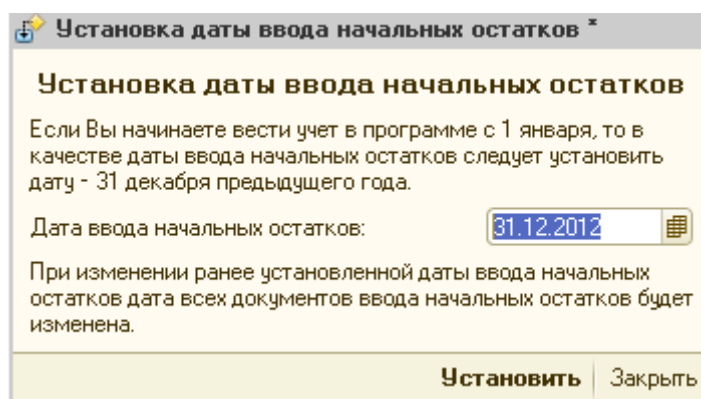 Установка даты ввода начальных остатков *
Установка даты ввода начальных остатков
Если Вы начинаете вести учет в программе с 1 января, то в
качестве даты ввода начальных остатков следует установить
дату - 31 декабря предыдущего года.
Дата ввода начальных остатков: 31.12.2012
При изменении ранее установленной даты ввода начальных
остатков дата всех документов ввода начальных остатков будет
изменена.
Установить Закрыть